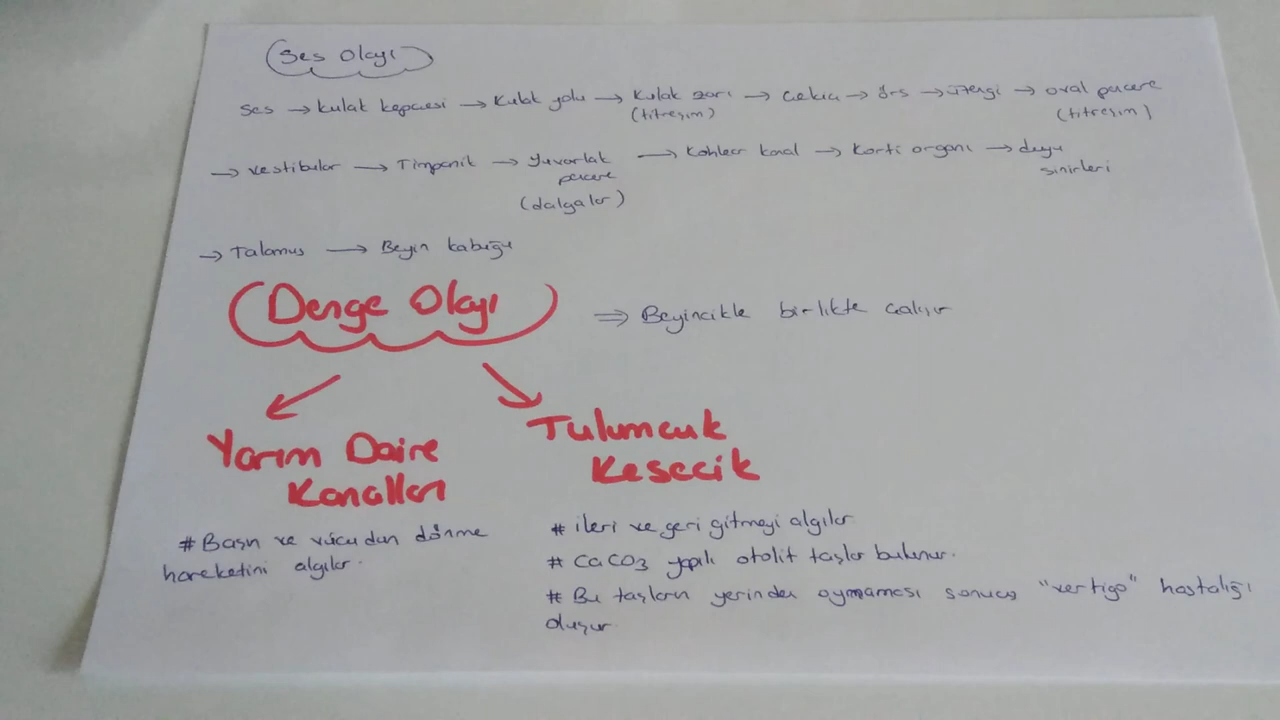 Ses Olayı
Ses → Kulak kepçesi → Kulak yolu → Kulak zarı → Çekiç → Örs → Üzengi → oval pencere
(titreşim) (titreşim)
→ Vestibular → Timpanik → Yuvarlak → Kohlear kanal → Korti organı → duyu
pencere sinirleri
(dalgalar)
→ Talamus → Beyin kabuğu
Denge Olayı ⇒ Beyincikle birlikte çalışır
Yarım Daire
Kanalları
Tulumcuk
Kesecik
# Başın ve vücudun dönme
hareketini algılar.
# ileri ve geri gitmeyi algılar
# CaCO3 yapılı otolit taşlar bulunur.
# Bu taşların yerinden oynaması sonucu "vertigo" hastalığı
oluşur.